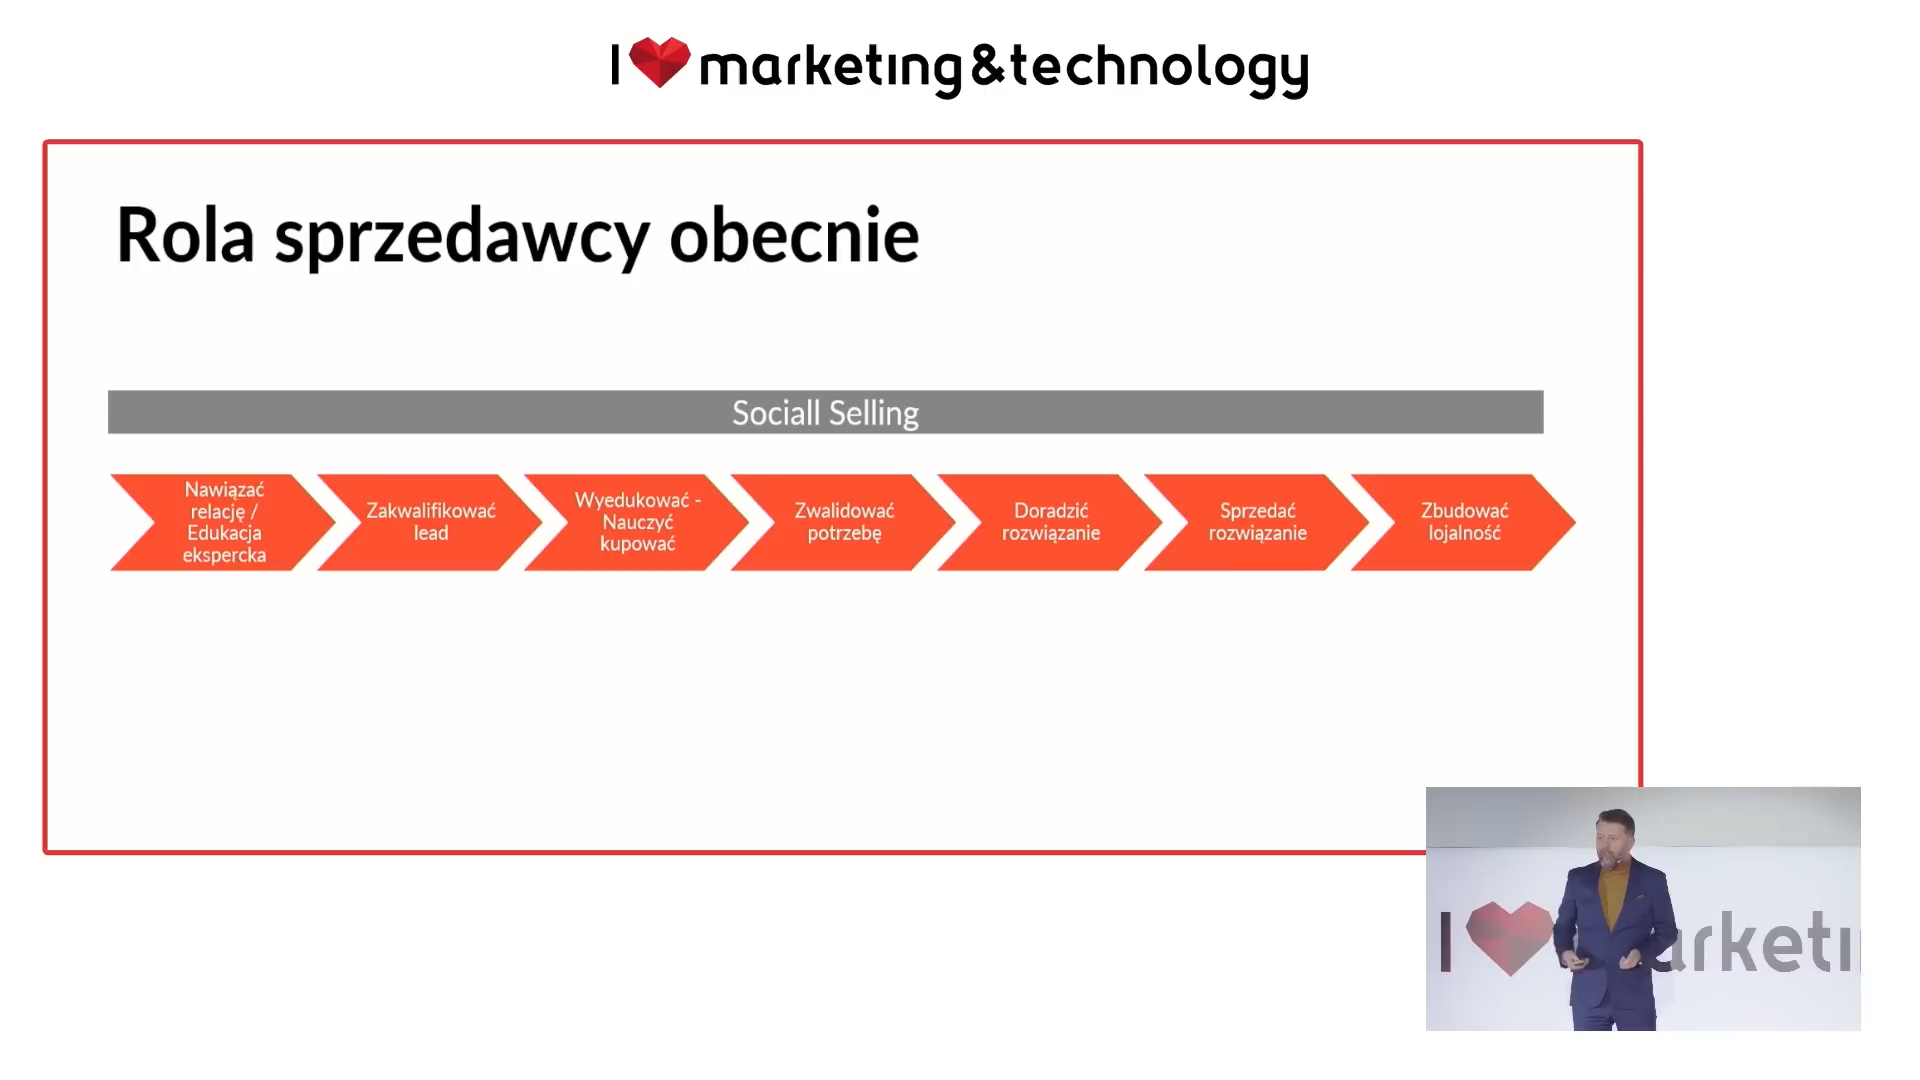 I marketing&technology
Rola sprzedawcy obecnie
Sociall Selling
Nawiązać
relację /
Edukacja
ekspercka
Zakwalifikować
lead
Wyedukować -
Nauczyć
kupować
Zwalidować
potrzebę
Doradzić
rozwiązanie
Sprzedać
rozwiązanie
Zbudować
lojalność
I arketı